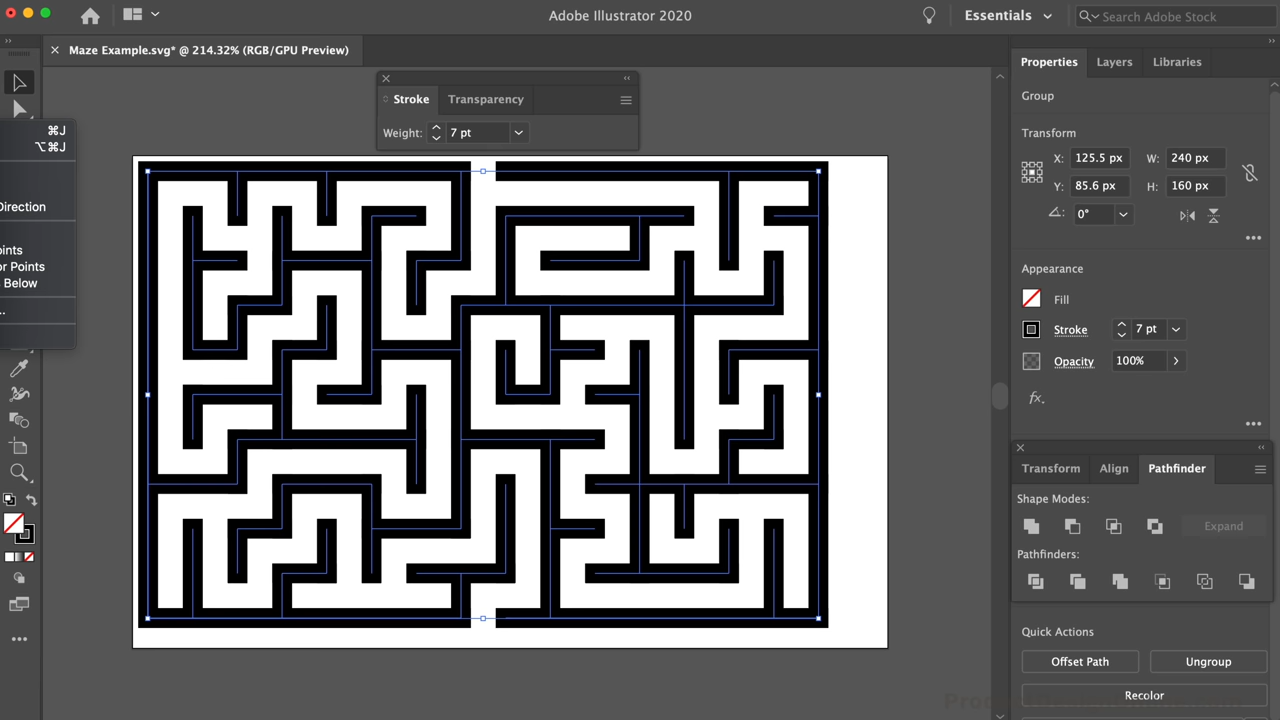 Adobe Illustrator 2020
Essentials
Search Adobe Stock
Maze Example.svg* @ 214.32% (RGB/GPU Preview)
Properties
Layers
Libraries
Stroke
Transparency
Weight:
7 pt
⌘J
⌥⌘J
Direction
Points
Below
...
Group
Transform
X:
125.5 px
W:
240 px
Y:
85.6 px
H:
160 px
0°
Appearance
Fill
Stroke
7 pt
Opacity
100%
fx.
Transform
Align
Pathfinder
Shape Modes:
Expand
Pathfinders:
Quick Actions
Offset Path
Ungroup
Recolor